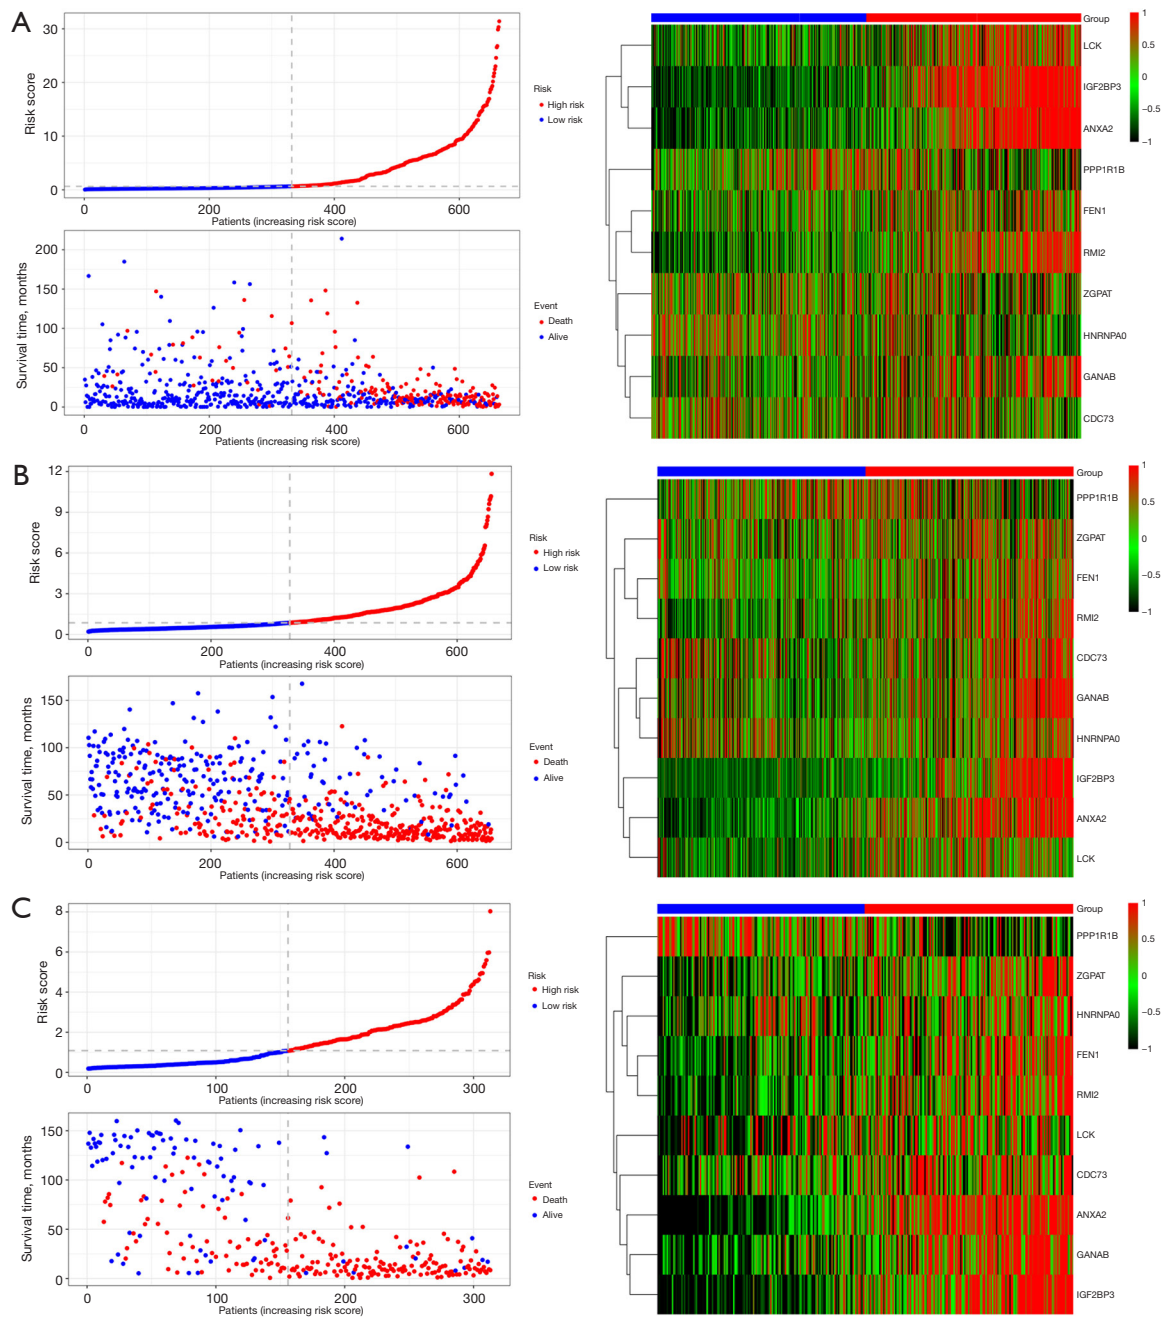 A
Risk score
30
20
10
0
0
200
400
600
Patients (increasing risk score)
Risk
High risk
Low risk
Survival time, months
200
150
100
50
0
0
200
400
600
Patients (increasing risk score)
Event
Death
Alive
Group
LCK
IGF2BP3
ANXA2
PPP1R1B
FEN1
RMI2
ZGPAT
HNRNPA0
GANAB
CDC73
1
0.5
0
−0.5
−1
B
Risk score
12
9
6
3
0
0
200
400
600
Patients (increasing risk score)
Risk
High risk
Low risk
Survival time, months
150
100
50
0
0
200
400
600
Patients (increasing risk score)
Event
Death
Alive
Group
PPP1R1B
ZGPAT
FEN1
RMI2
CDC73
GANAB
HNRNPA0
IGF2BP3
ANXA2
LCK
1
0.5
0
−0.5
−1
C
Risk score
8
6
4
2
0
0
100
200
300
Patients (increasing risk score)
Risk
High risk
Low risk
Survival time, months
150
100
50
0
0
100
200
300
Patients (increasing risk score)
Event
Death
Alive
Group
PPP1R1B
ZGPAT
HNRNPA0
FEN1
RMI2
LCK
CDC73
ANXA2
GANAB
IGF2BP3
1
0.5
0
−0.5
−1